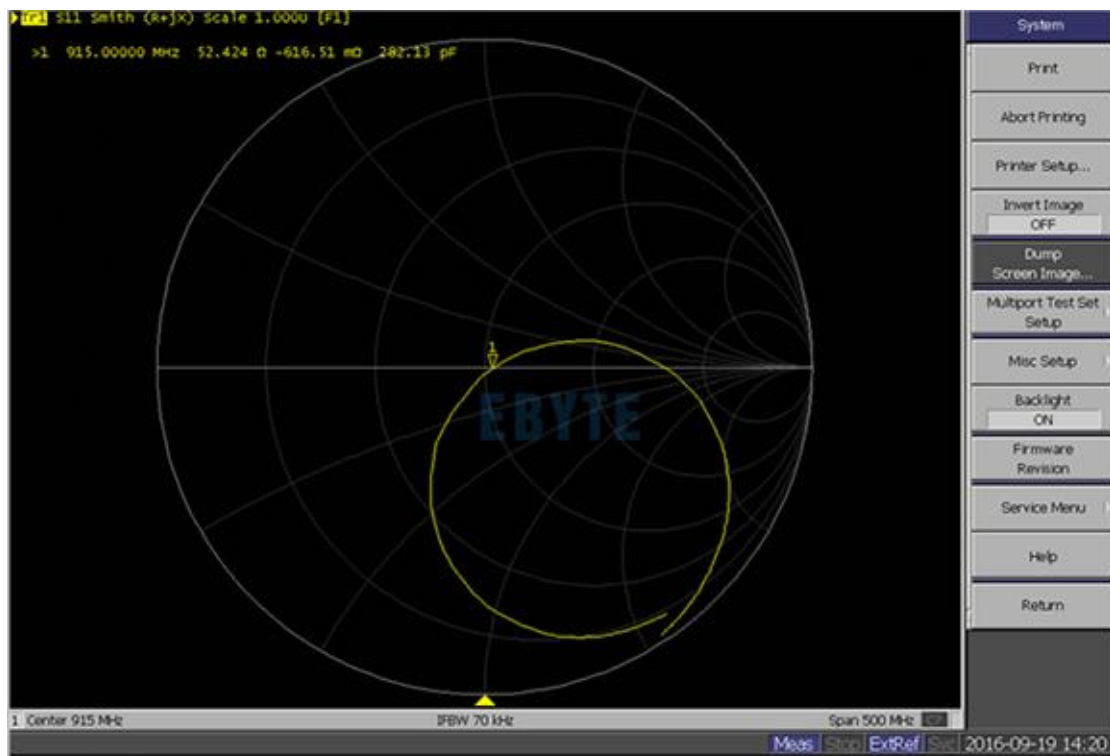 Tr1 S11 Smith (R+jX) Scale 1.000U [F1]
>1 915.00000 MHz 52.424 Ω -616.51 mΩ 282.13 pF
1
EBYTE
1 Center 915 MHz IFBW 70 kHz Span 500 MHz C?
Meas Stop ExtRef Svc 2016-09-19 14:20
System
Print
Abort Printing
Printer Setup...
Invert Image
OFF
Dump
Screen Image...
Multiport Test Set
Setup
Misc Setup
Backlight
ON
Firmware
Revision
Service Menu
Help
Return